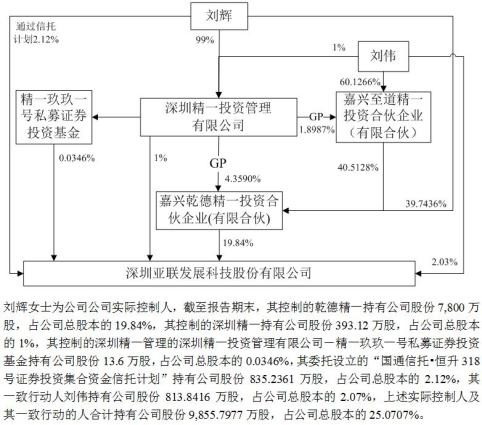 刘辉
通过信托
计划2.12%
99%
1%
刘伟
60.1266%
精一玖玖一
号私募证券
投资基金
深圳精一投资管理
有限公司
GP
1.8987%
嘉兴至道精一
投资合伙企业
（有限合伙）
0.0346%
1%
GP
4.3590%
40.5128%
嘉兴乾德精一投资合
伙企业(有限合伙)
39.7436%
19.84%
2.03%
深圳亚联发展科技股份有限公司
刘辉女士为公司公司实际控制人，截至报告期末，其控制的乾德精一持有公司股份 7,800 万
股，占公司总股本的 19.84%，其控制的深圳精一持有公司股份 393.12 万股，占公司总股本
的 1%，其控制的深圳精一管理的深圳精一投资管理有限公司－精一玖玖一号私募证券投资
基金持有公司股份 13.6 万股，占公司总股本的 0.0346%，其委托设立的“国通信托•恒升 318
号证券投资集合资金信托计划”持有公司股份 835.2361 万股，占公司总股本的 2.12%，其一
致行动人刘伟持有公司股份 813.8416 万股，占公司总股本的 2.07%，上述实际控制人及
其一致行动的人合计持有公司股份 9,855.7977 万股，占公司总股本的 25.0707%。